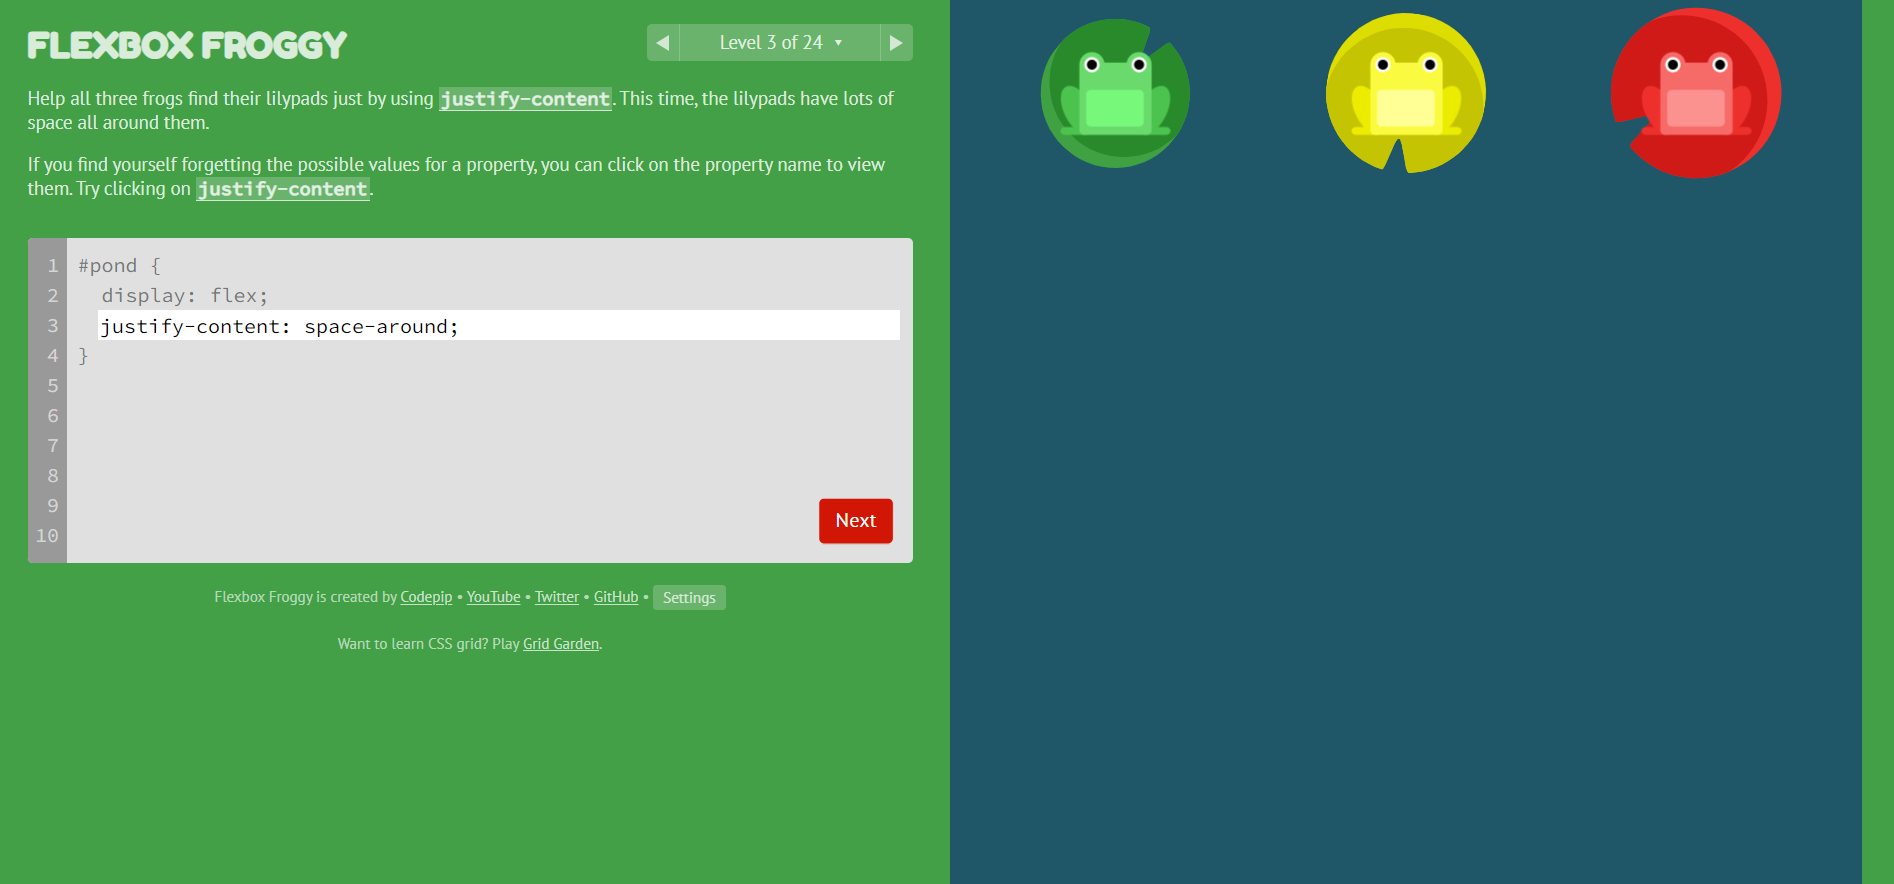 FLEXBOX FROGGY
Level 3 of 24
Help all three frogs find their lilypads just by using justify-content. This time, the lilypads have lots of
space all around them.
If you find yourself forgetting the possible values for a property, you can click on the property name to view
them. Try clicking on justify-content.
1 #pond {
2 display: flex;
3 justify-content: space-around;
4 }
5
6
7
8
9
10
Next
Flexbox Froggy is created by Codepip • YouTube • Twitter • GitHub • Settings
Want to learn CSS grid? Play Grid Garden.